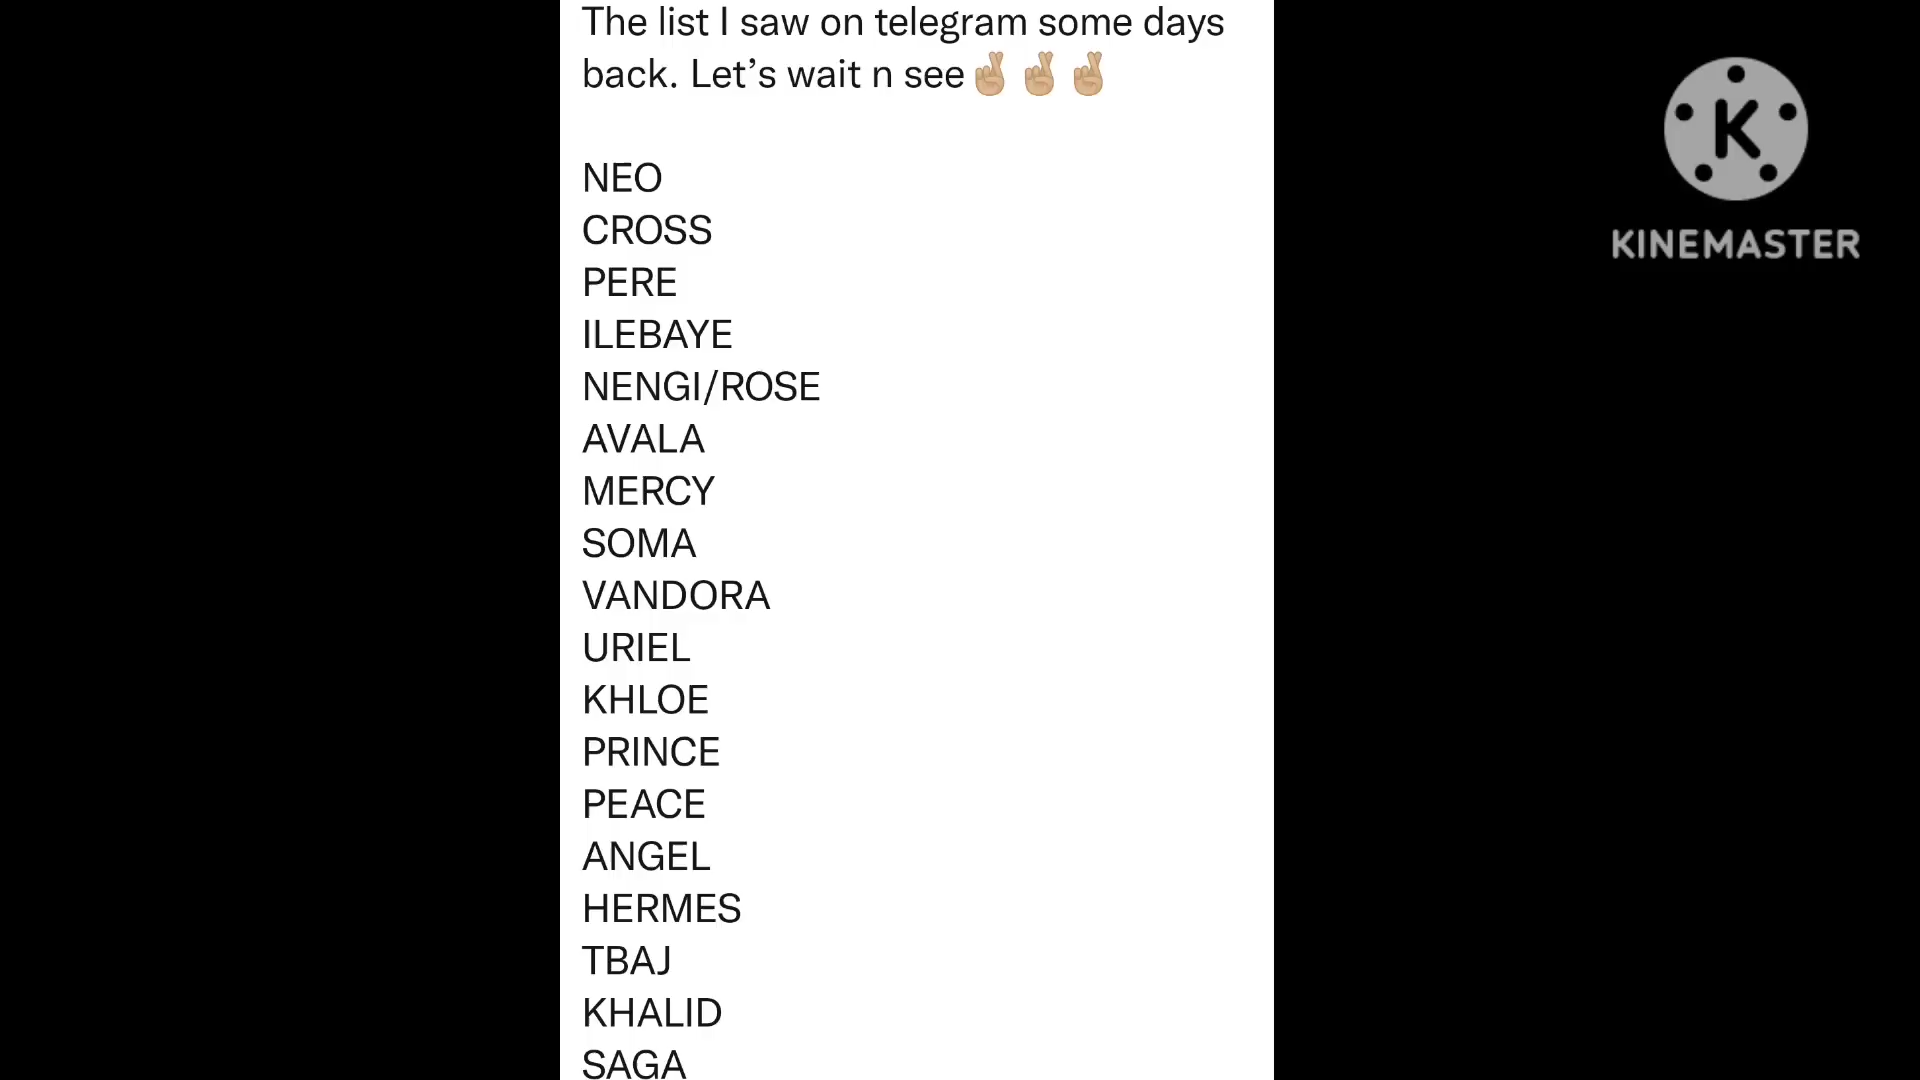 The list I saw on telegram some days
back. Let’s wait n see🤞🏼🤞🏼🤞🏼
NEO
CROSS
PERE
ILEBAYE
NENGI/ROSE
AVALA
MERCY
SOMA
VANDORA
URIEL
KHLOE
PRINCE
PEACE
ANGEL
HERMES
TBAJ
KHALID
SAGA
K
KINEMASTER